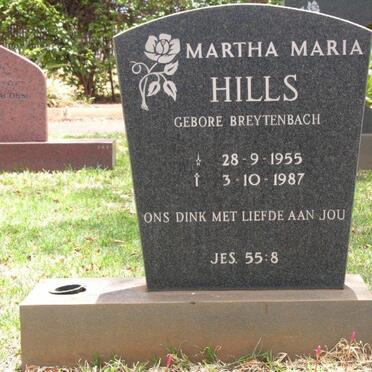 MARTHA MARIA
HILLS
GEBORE BREYTENBACH
☆ 28-9-1955
† 3-10-1987
ONS DINK MET LIEFDE AAN JOU
JES. 55:8